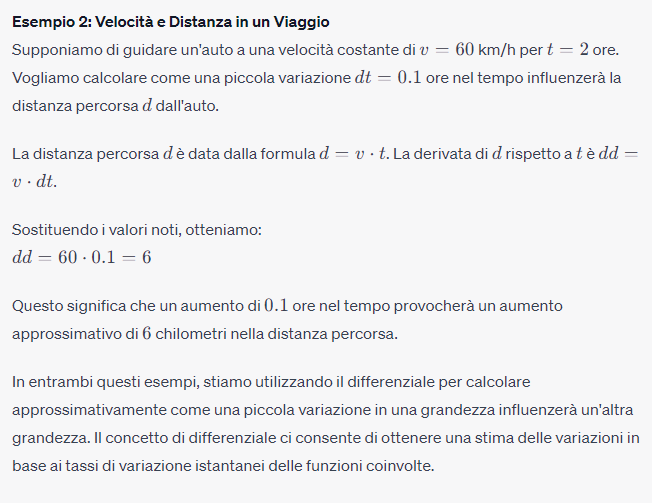 Esempio 2: Velocità e Distanza in un Viaggio
Supponiamo di guidare un'auto a una velocità costante di v = 60 km/h per t = 2 ore.
Vogliamo calcolare come una piccola variazione dt = 0.1 ore nel tempo influenzerà la
distanza percorsa d dall'auto.
La distanza percorsa d è data dalla formula d = v · t. La derivata di d rispetto a t è dd =
v · dt.
Sostituendo i valori noti, otteniamo:
dd = 60 · 0.1 = 6
Questo significa che un aumento di 0.1 ore nel tempo provocherà un aumento
approssimativo di 6 chilometri nella distanza percorsa.
In entrambi questi esempi, stiamo utilizzando il differenziale per calcolare
approssimativamente come una piccola variazione in una grandezza influenzerà un'altra
grandezza. Il concetto di differenziale ci consente di ottenere una stima delle variazioni in
base ai tassi di variazione istantanei delle funzioni coinvolte.